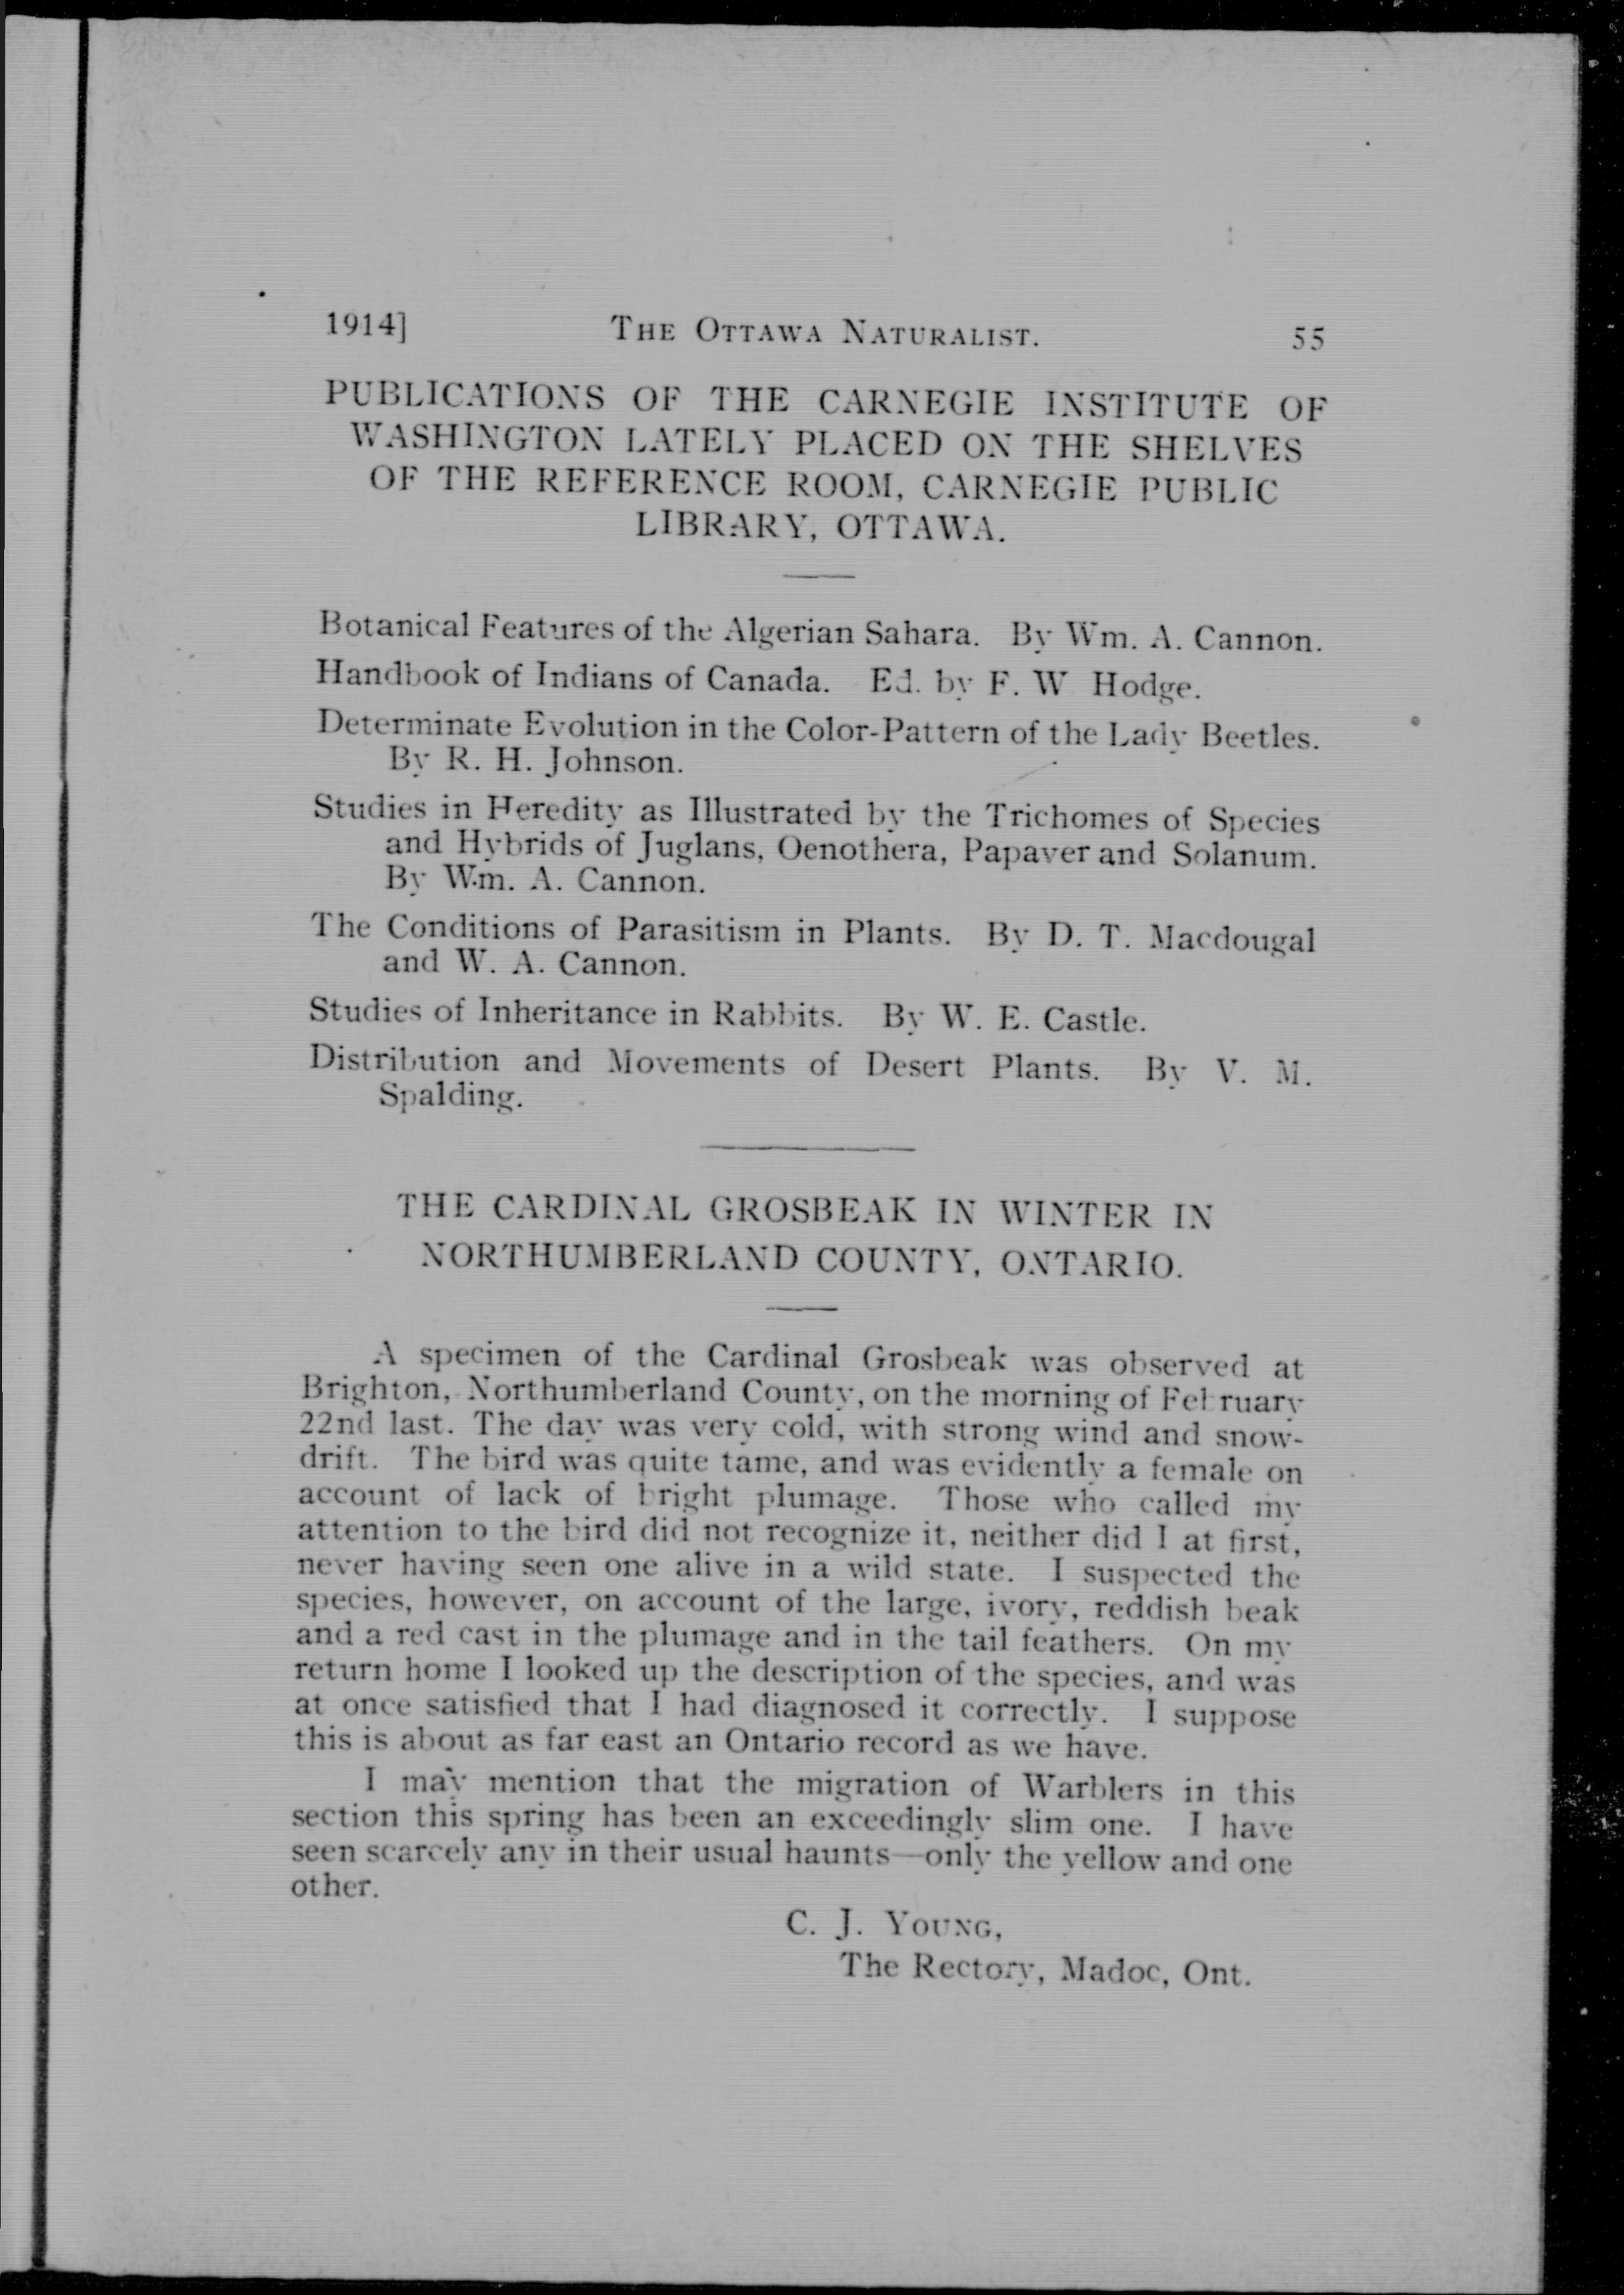 1914] THE OTTAWA NATURALIST. 55
PUBLICATIONS OF THE CARNEGIE INSTITUTE OF
WASHINGTON LATELY PLACED ON THE SHELVES
OF THE REFERENCE ROOM, CARNEGIE PUBLIC
LIBRARY, OTTAWA.
Botanical Features of the Algerian Sahara. By Wm. A. Cannon.
Handbook of Indians of Canada. Ed. by F. W Hodge.
Determinate Evolution in the Color-Pattern of the Lady Beetles.
By R. H. Johnson.
Studies in Heredity as Illustrated by the Trichomes of Species
and Hybrids of Juglans, Oenothera, Papaver and Solanum.
By Wm. A. Cannon.
The Conditions of Parasitism in Plants. By D. T. Macdougal
and W. A. Cannon.
Studies of Inheritance in Rabbits. By W. E. Castle.
Distribution and Movements of Desert Plants. By V. M.
Spalding.
THE CARDINAL GROSBEAK IN WINTER IN
NORTHUMBERLAND COUNTY, ONTARIO.
A specimen of the Cardinal Grosbeak was observed at
Brighton, Northumberland County, on the morning of February
22nd last. The day was very cold, with strong wind and snow-
drift. The bird was quite tame, and was evidently a female on
account of lack of bright plumage. Those who called my
attention to the bird did not recognize it, neither did I at first,
never having seen one alive in a wild state. I suspected the
species, however, on account of the large, ivory, reddish beak
and a red cast in the plumage and in the tail feathers. On my
return home I looked up the description of the species, and was
at once satisfied that I had diagnosed it correctly. I suppose
this is about as far east an Ontario record as we have.
I may mention that the migration of Warblers in this
section this spring has been an exceedingly slim one. I have
seen scarcely any in their usual haunts—only the yellow and one
other.
C. J. YOUNG,
The Rectory, Madoc, Ont.